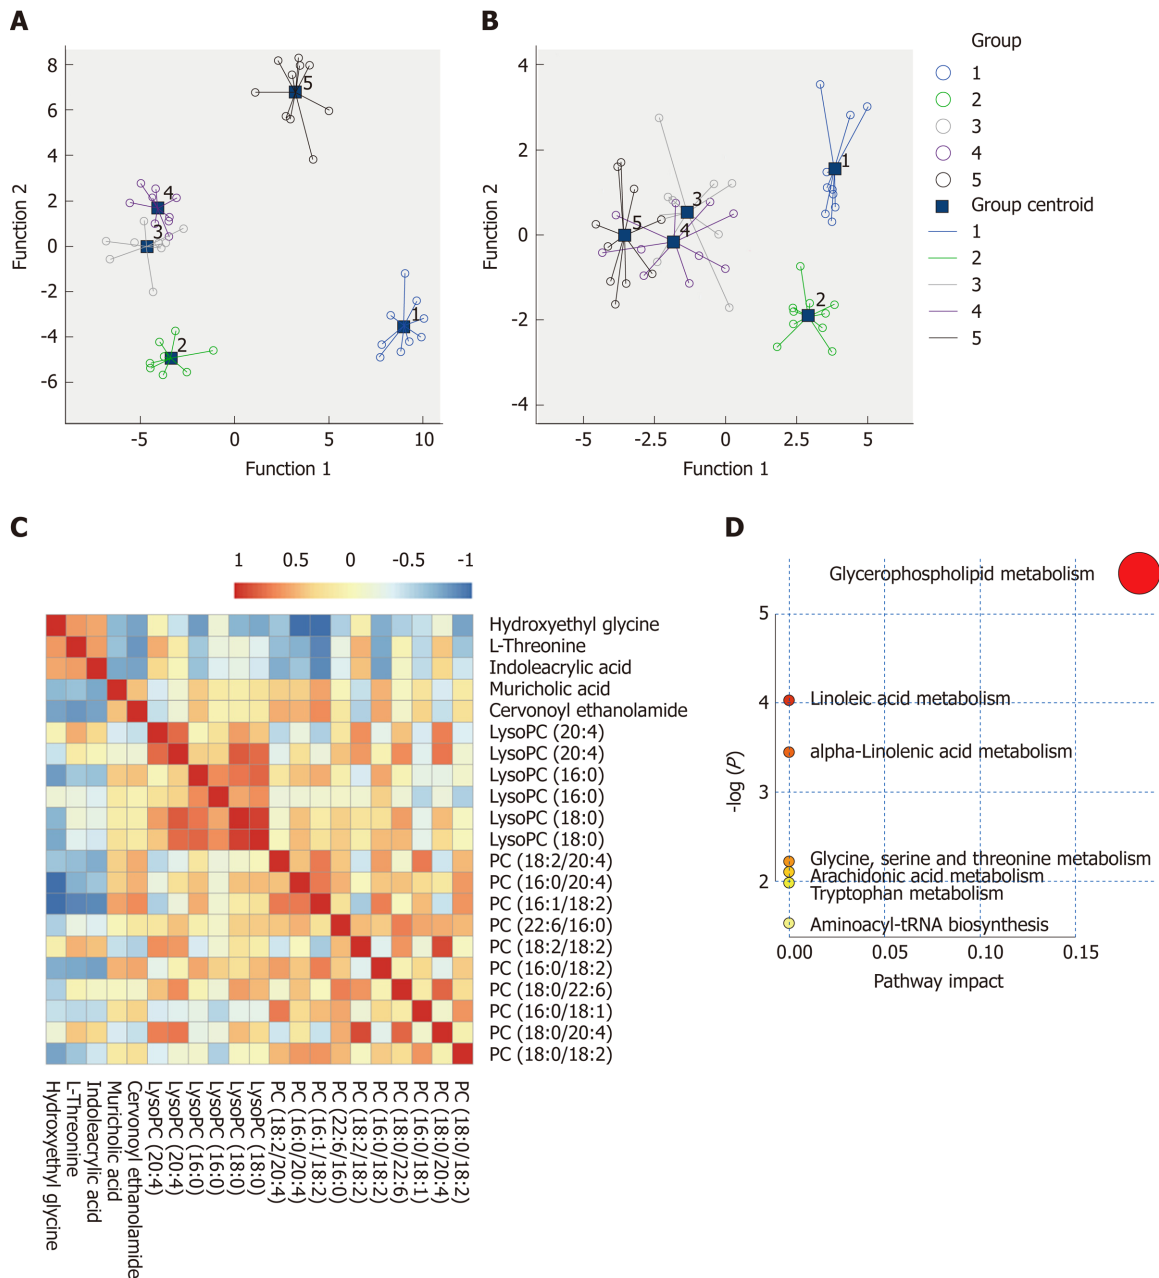 A
8
6
4
2
0
-2
-4
-6
-5
0
5
10
Function 2
Function 1
5
4
3
2
1
B
4
2
0
-2
-4
-5
-2.5
0
2.5
5
Function 2
Function 1
1
3
5
4
2
Group
1
2
3
4
5
Group centroid
1
2
3
4
5
C
1 0.5 0 -0.5 -1
Hydroxyethyl glycine
L-Threonine
Indoleacrylic acid
Muricholic acid
Cervonoyl ethanolamide
LysoPC (20:4)
LysoPC (20:4)
LysoPC (16:0)
LysoPC (16:0)
LysoPC (18:0)
LysoPC (18:0)
PC (18:2/20:4)
PC (16:0/20:4)
PC (16:1/18:2)
PC (22:6/16:0)
PC (18:2/18:2)
PC (16:0/18:2)
PC (18:0/22:6)
PC (16:0/18:1)
PC (18:0/20:4)
PC (18:0/18:2)
Hydroxyethyl glycine
L-Threonine
Indoleacrylic acid
Muricholic acid
Cervonoyl ethanolamide
LysoPC (20:4)
LysoPC (20:4)
LysoPC (16:0)
LysoPC (16:0)
LysoPC (18:0)
LysoPC (18:0)
PC (18:2/20:4)
PC (16:0/20:4)
PC (16:1/18:2)
PC (22:6/16:0)
PC (18:2/18:2)
PC (16:0/18:2)
PC (18:0/22:6)
PC (16:0/18:1)
PC (18:0/20:4)
PC (18:0/18:2)
D
Glycerophospholipid metabolism
5
4
3
2
-log (P)
Linoleic acid metabolism
alpha-Linolenic acid metabolism
Glycine, serine and threonine metabolism
Arachidonic acid metabolism
Tryptophan metabolism
Aminoacyl-tRNA biosynthesis
0.00 0.05 0.10 0.15
Pathway impact